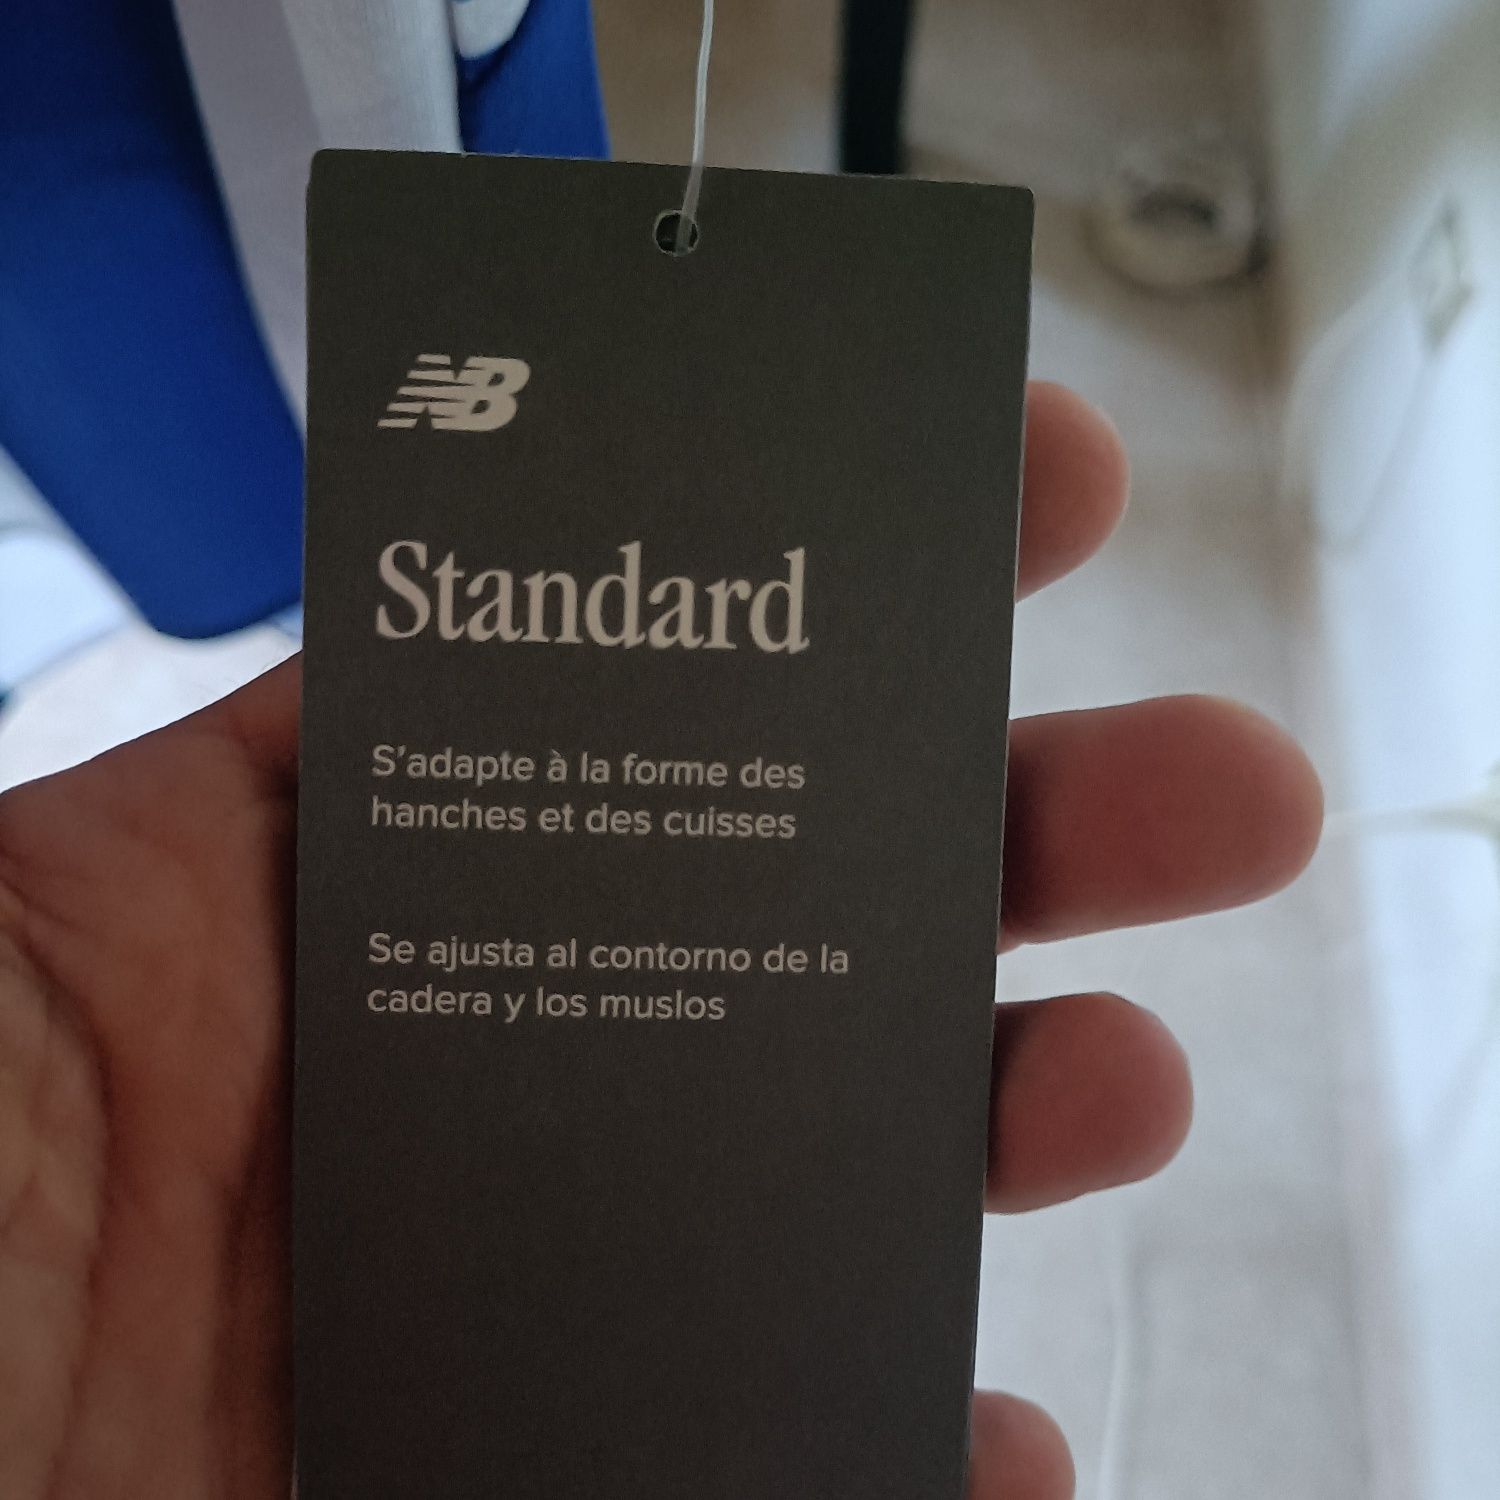 NB
Standard
S'adapte à la forme des
hanches et des cuisses
Se ajusta al contorno de la
cadera y los muslos